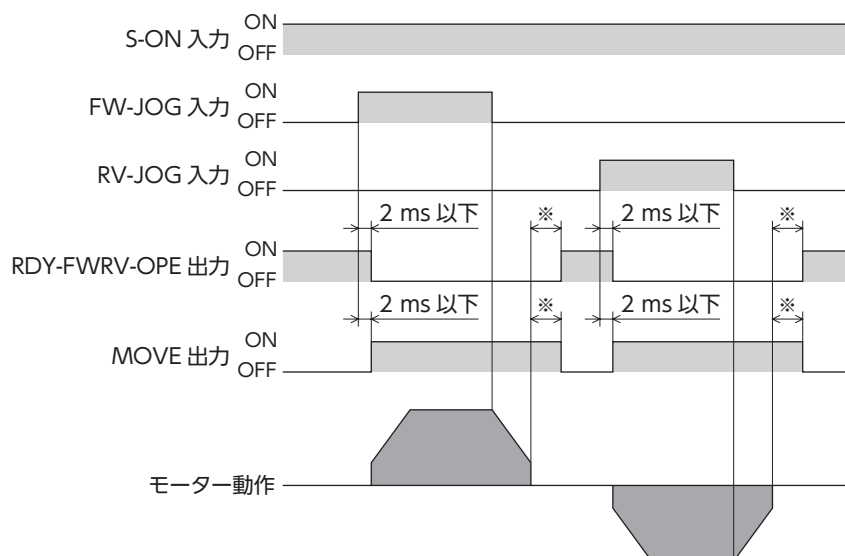 S-ON 入力 ON
OFF
FW-JOG 入力 ON
OFF
RV-JOG 入力 ON
OFF
2 ms 以下 ※ 2 ms 以下 ※
RDY-FWRV-OPE 出力 ON
OFF
2 ms 以下 ※ 2 ms 以下 ※
MOVE 出力 ON
OFF
モーター動作